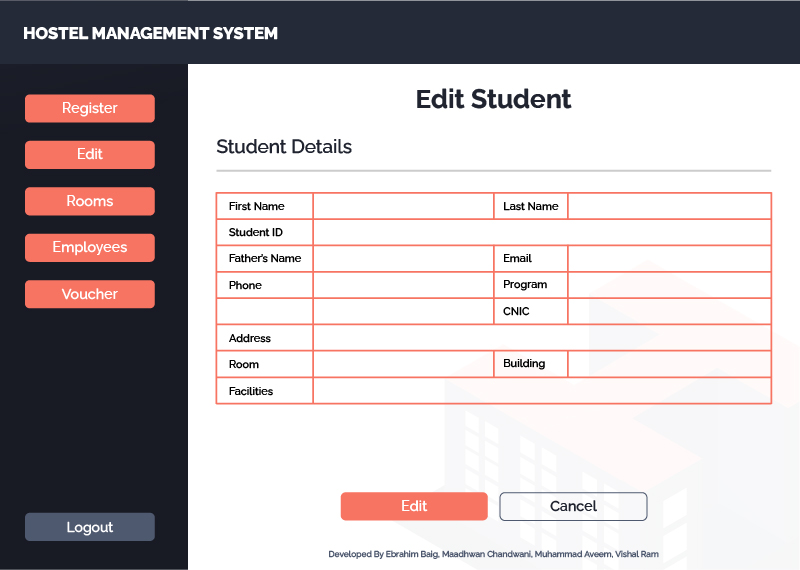 HOSTEL MANAGEMENT SYSTEM
Register
Edit
Rooms
Employees
Voucher
Logout
Edit Student
Student Details
First Name Last Name
Student ID
Father's Name Email
Phone Program
CNIC
Address
Room Building
Facilities
Edit Cancel
Developed By Ebrahim Baig, Maadhwan Chandwani, Muhammad Aveem, Vishal Ram